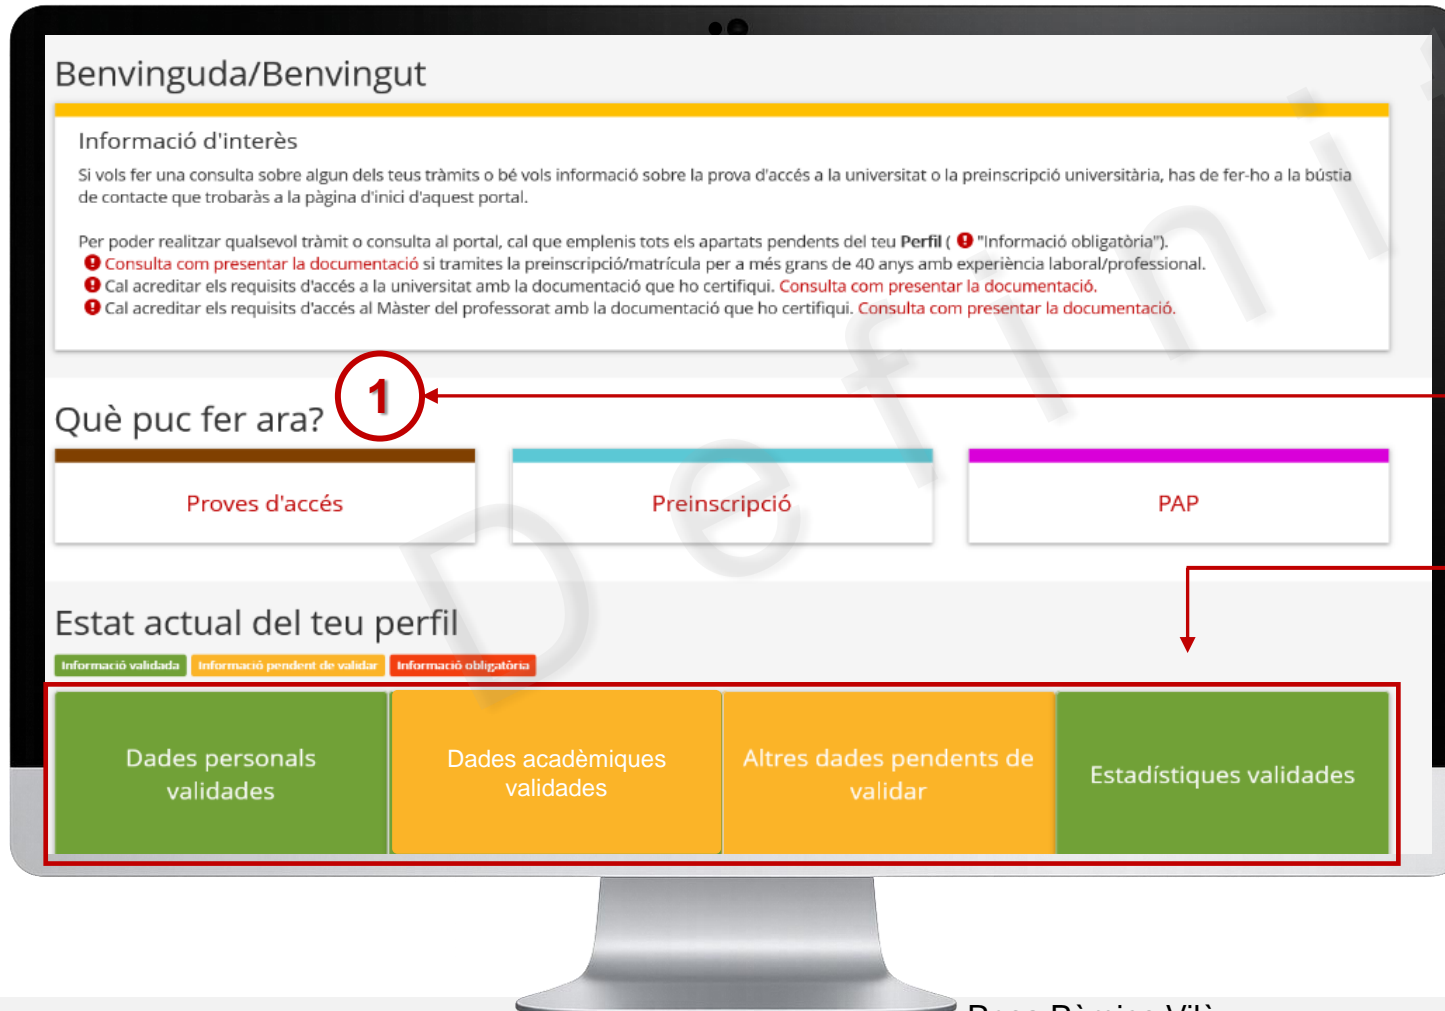 Benvinguda/Benvingut
Informació d'interès
Si vols fer una consulta sobre algun dels teus tràmits o bé vols informació sobre la prova d'accés a la universitat o la preinscripció universitària, has de fer-ho a la bústia
de contacte que trobaràs a la pàgina d'inici d'aquest portal.
Per poder realitzar qualsevol tràmit o consulta al portal, cal que emplenis tots els apartats pendents del teu Perfil ( ! "Informació obligatòria").
! Consulta com presentar la documentació si tramites la preinscripció/matrícula per a més grans de 40 anys amb experiència laboral/professional.
! Cal acreditar els requisits d'accés a la universitat amb la documentació que ho certifiqui. Consulta com presentar la documentació.
! Cal acreditar els requisits d'accés al Màster del professorat amb la documentació que ho certifiqui. Consulta com presentar la documentació.
1
Què puc fer ara?
Proves d'accés
Preinscripció
PAP
Estat actual del teu perfil
Informació validada
Informació pendent de validar
Informació obligatòria
Dades personals
validades
Dades acadèmiques
validades
Altres dades pendents de
validar
Estadístiques validades
Defini